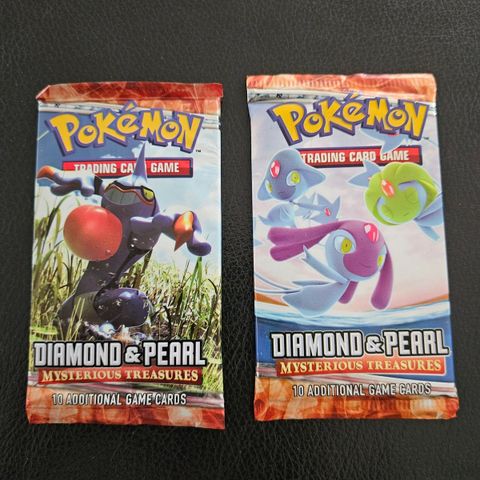 POKéMON
TRADING CARD GAME
DIAMOND & PEARL
MYSTERIOUS TREASURES
10 ADDITIONAL GAME CARDS
POKéMON
TRADING CARD GAME
DIAMOND & PEARL
MYSTERIOUS TREASURES
10 ADDITIONAL GAME CARDS